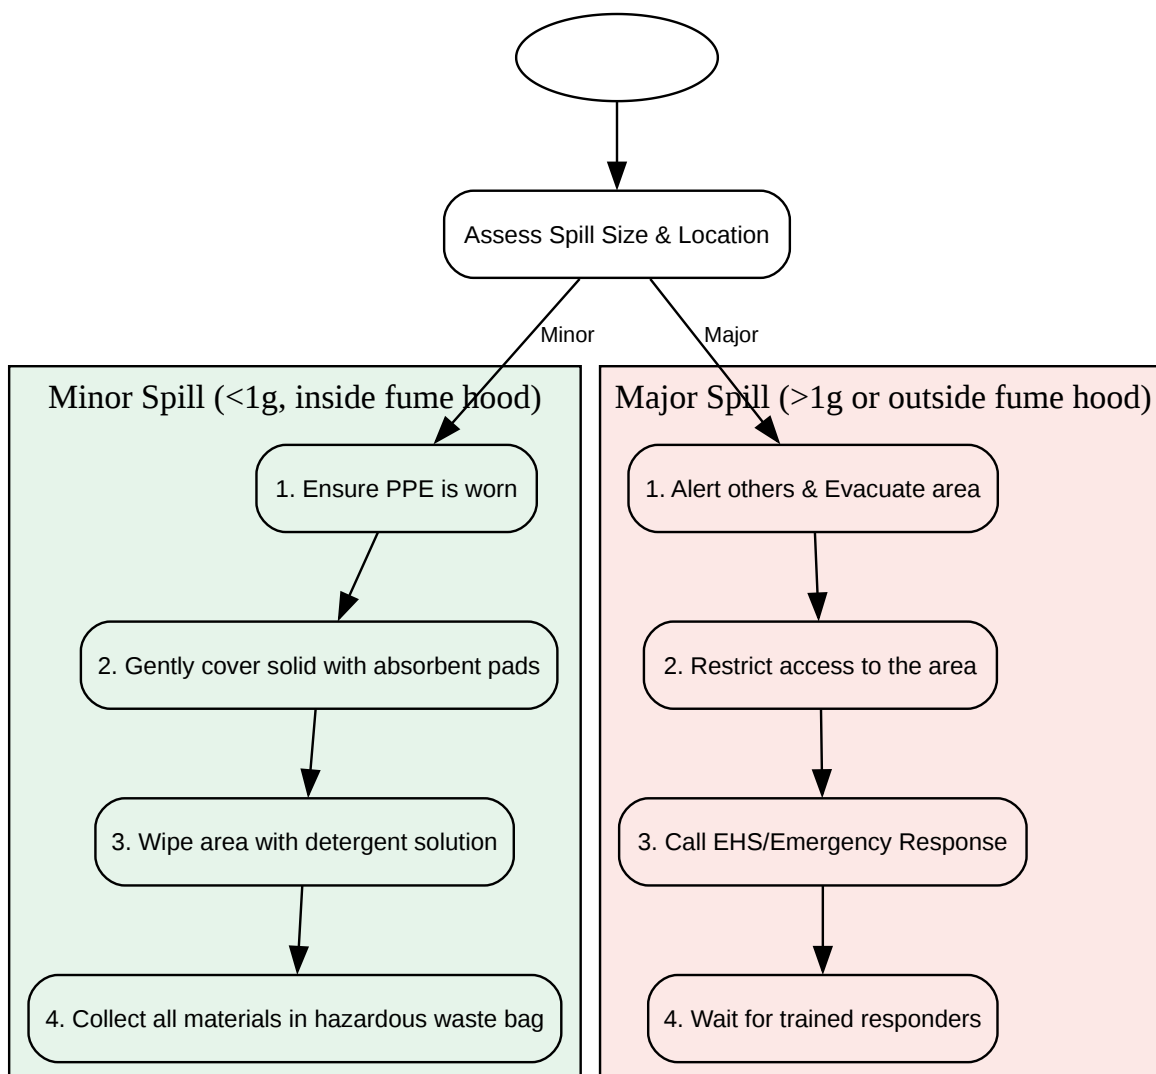 Assess Spill Size & Location
Minor
Major
Minor Spill (<1g, inside fume hood)
1. Ensure PPE is worn
2. Gently cover solid with absorbent pads
3. Wipe area with detergent solution
4. Collect all materials in hazardous waste bag
Major Spill (>1g or outside fume hood)
1. Alert others & Evacuate area
2. Restrict access to the area
3. Call EHS/Emergency Response
4. Wait for trained responders